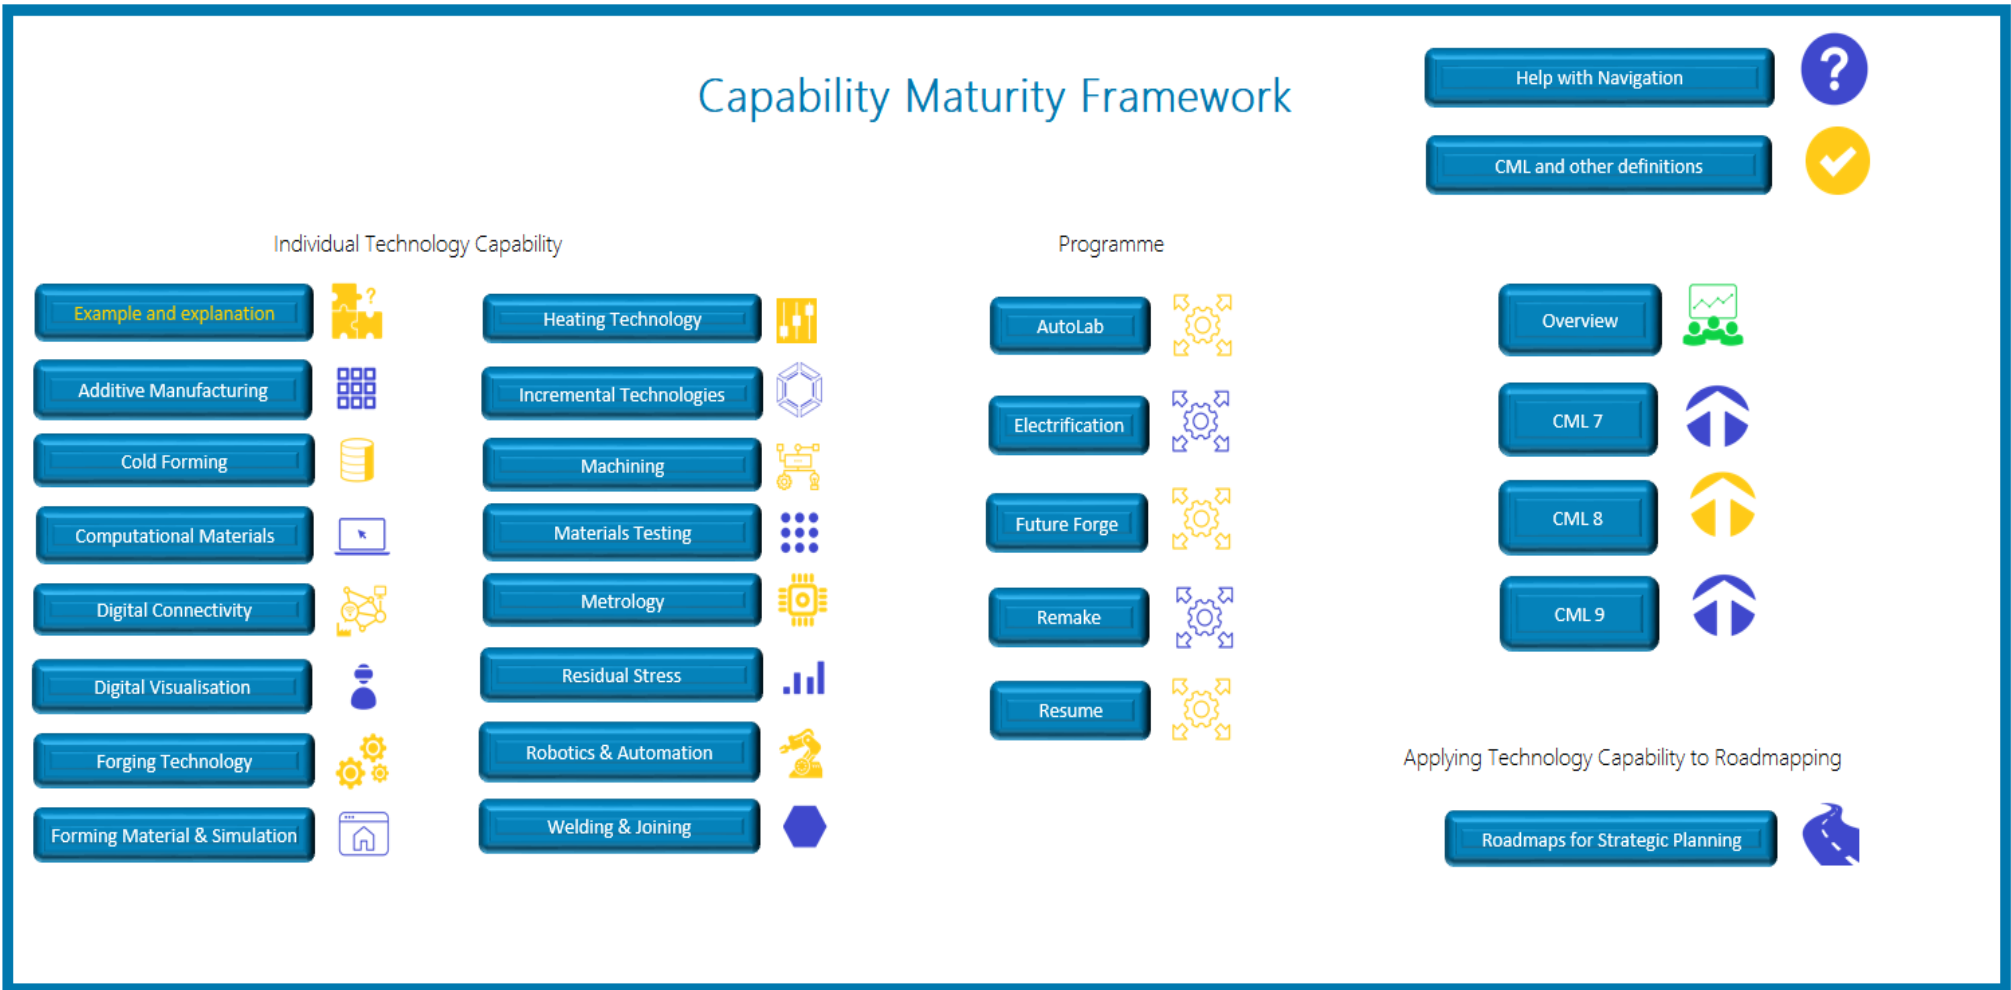 Capability Maturity Framework
Help with Navigation
CML and other definitions
Individual Technology Capability
Example and explanation
Additive Manufacturing
Cold Forming
Computational Materials
Digital Connectivity
Digital Visualisation
Forging Technology
Forming Material & Simulation
Heating Technology
Incremental Technologies
Machining
Materials Testing
Metrology
Residual Stress
Robotics & Automation
Welding & Joining
Programme
AutoLab
Electrification
Future Forge
Remake
Resume
Overview
CML 7
CML 8
CML 9
Applying Technology Capability to Roadmapping
Roadmaps for Strategic Planning